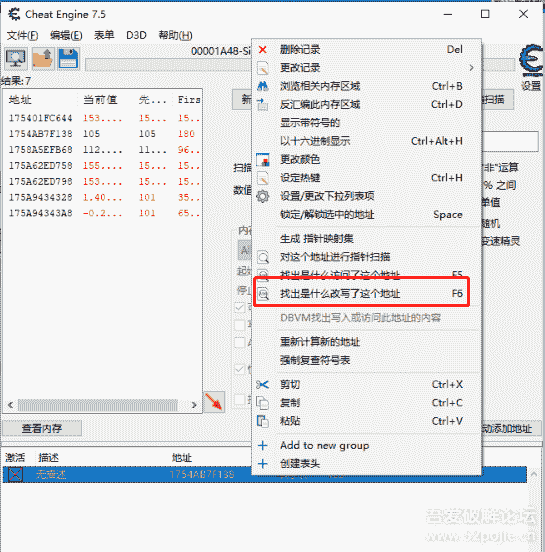 Cheat Engine 7.5
文件(F) 编辑(E) 表单 D3D 帮助(H)
00001A48-Si
结果: 7
设置
地址 当前值 先... Firs
175401FC644 153.... 15... 15...
1754AB7F138 105 105 180
1758A5EFB68 112.... 11... 96...
175A62ED758 155.... 15... 15...
175A62ED798 153.... 15... 15...
175A9434328 1.40... 101 35...
175A94343A8 -0.2... 101 65...
新
扫描
扫描
数值
"非"运算
% 之间
单值
随机
变速精灵
内存
All
起始
停止
删除记录 Del
更改记录
浏览相关内存区域 Ctrl+B
反汇编此内存区域 Ctrl+D
显示带符号的
以十六进制显示 Ctrl+Alt+H
更改颜色
设定热键 Ctrl+H
设置/更改下拉列表项
锁定/解锁选中的地址 Space
生成 指针映射集
对这个地址进行指针扫描
找出是什么访问了这个地址 F5
找出是什么改写了这个地址 F6
DBVM找出写入或访问此地址的内容
重新计算新的地址
强制复查符号表
剪切 Ctrl+X
复制 Ctrl+C
粘贴 Ctrl+V
Add to new group
创建表头
查看内存
动添加地址
激活 描述 地址
无描述 1754AB7F138
吾爱破解论坛
www.52pojie.cn